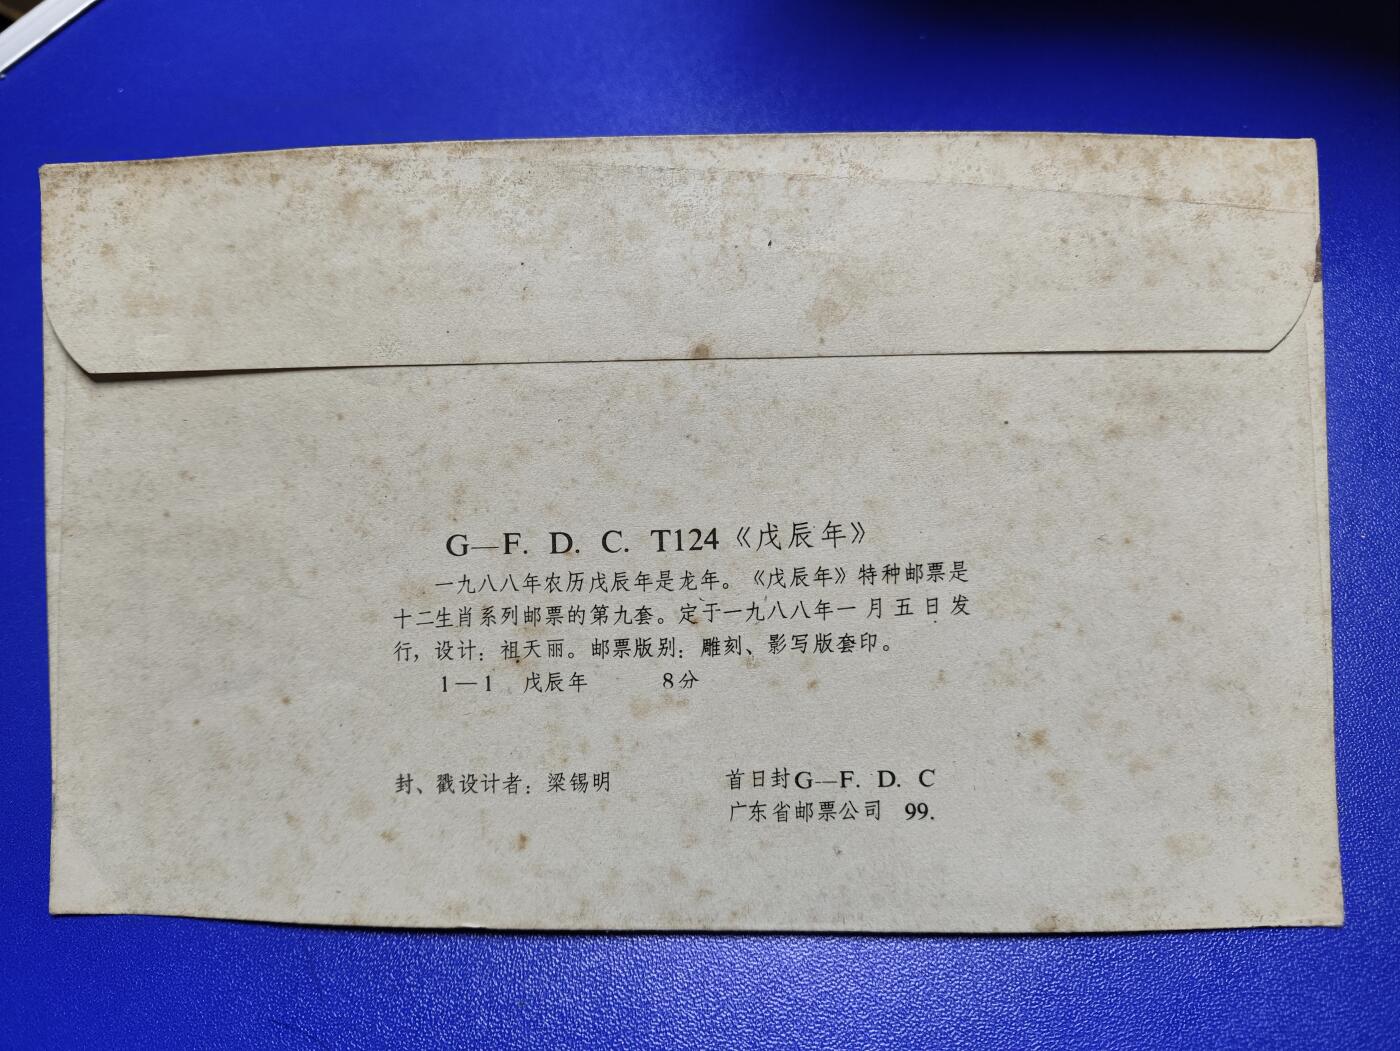 G—F. D. C. T124《戊辰年》
一九八八年农历戊辰年是龙年。《戊辰年》特种邮票是
十二生肖系列邮票的第九套。定于一九八八年一月五日发
行，设计：祖天丽。邮票版别：雕刻、影写版套印。
1—1 戊辰年 8分
封、戳设计者：梁锡明
首日封G—F. D. C
广东省邮票公司 99.